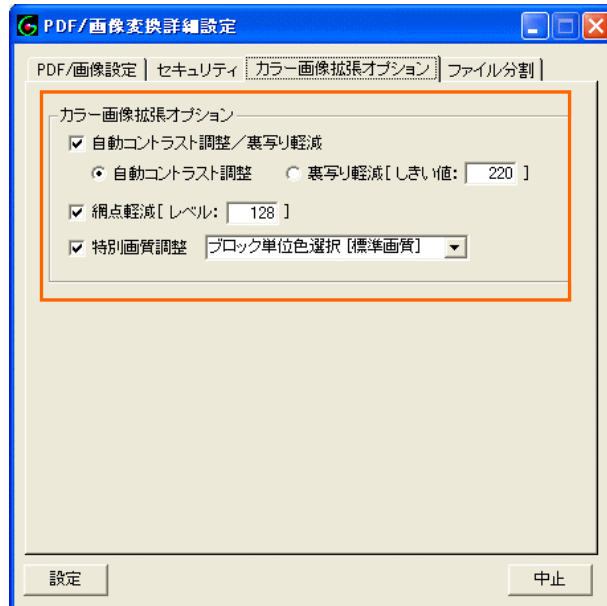 PDF/画像変換詳細設定
PDF/画像設定 セキュリティ カラー画像拡張オプション ファイル分割
カラー画像拡張オプション
自動コントラスト調整/裏写り軽減
自動コントラスト調整 裏写り軽減[ しきい値: 220 ]
網点軽減[ レベル: 128 ]
特別画質調整 ブロック単位色選択 [標準画質]
設定 中止